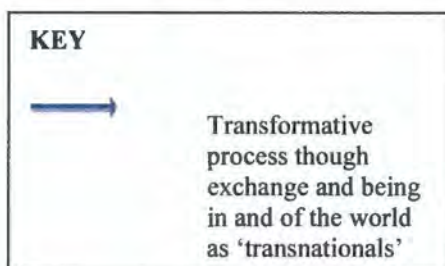 KEY
Transformative
process though
exchange and being
in and of the world
as ‘transnationals’